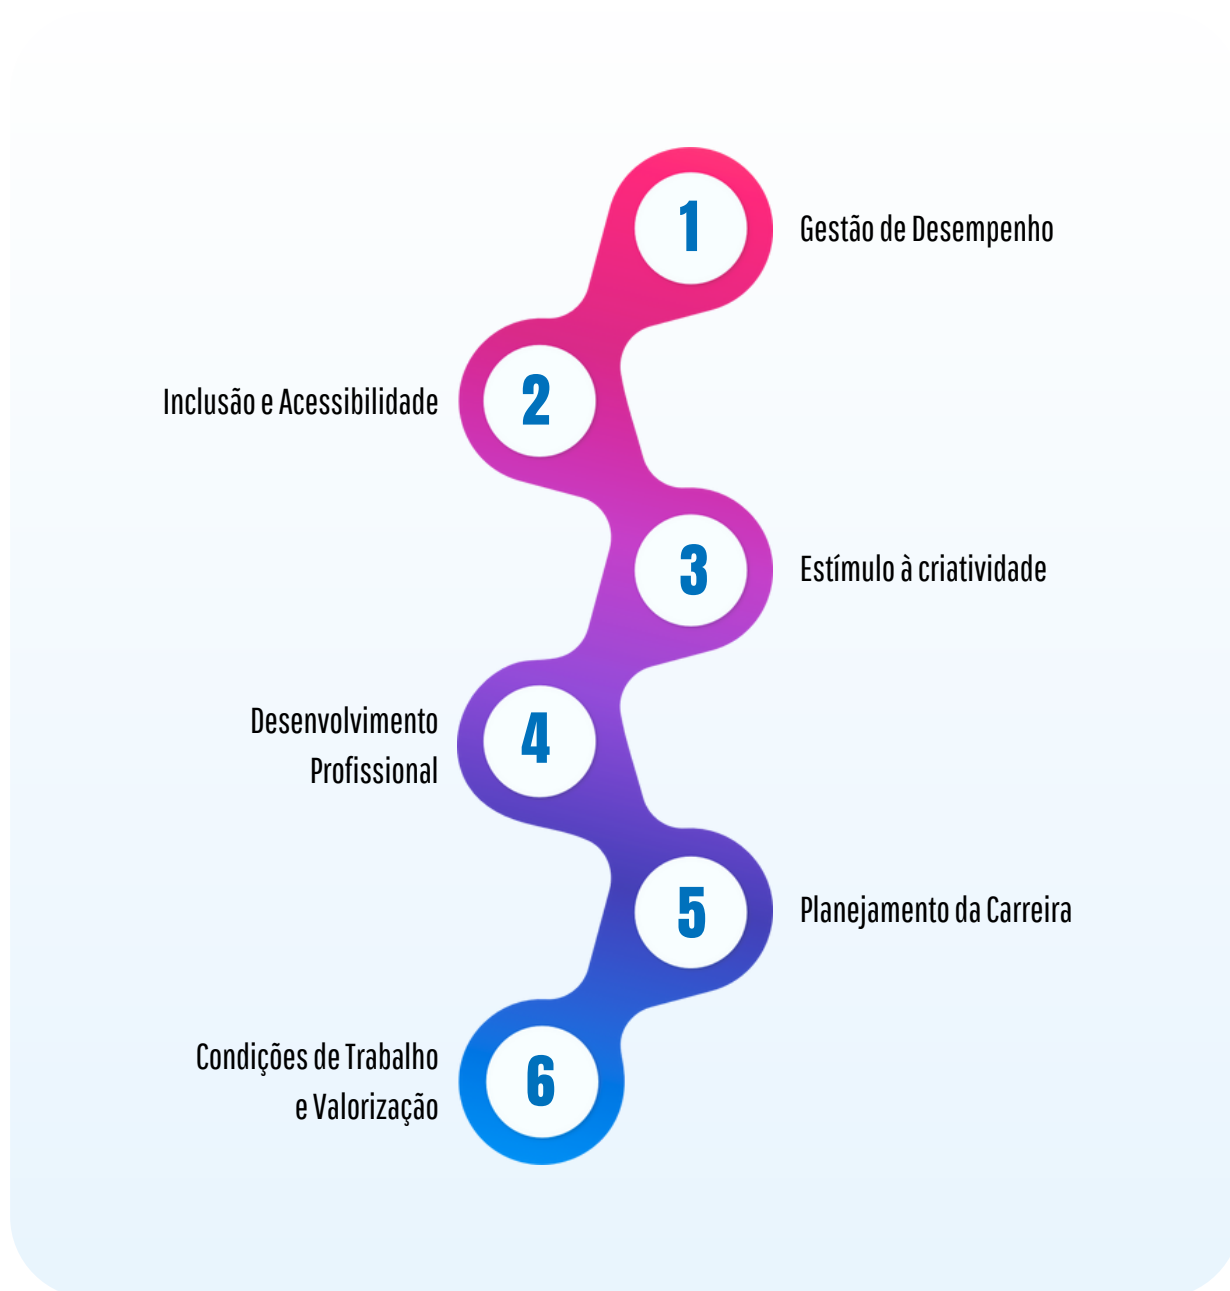 1
Gestão de Desempenho
2
Inclusão e Acessibilidade
3
Estímulo à criatividade
4
Desenvolvimento
Profissional
5
Planejamento da Carreira
6
Condições de Trabalho
e Valorização